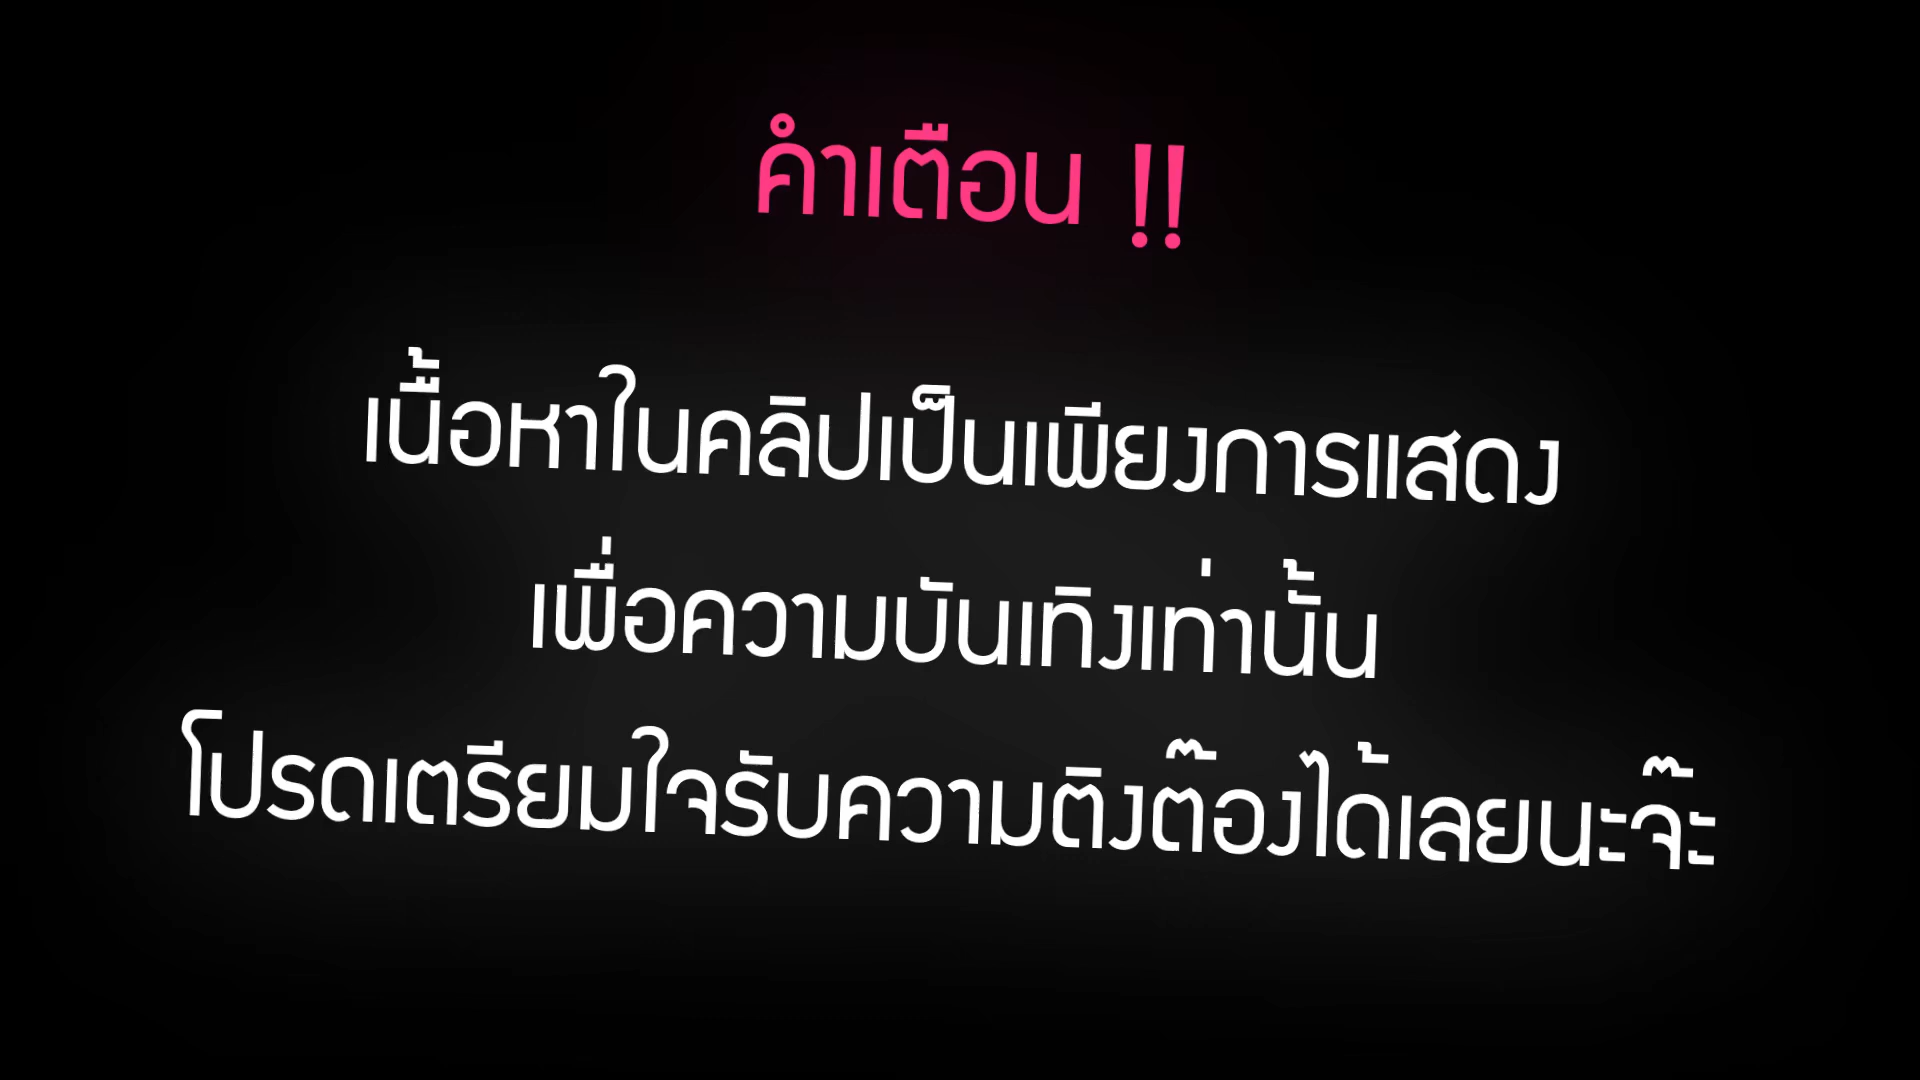 คำเตือน !!
เนื้อหาในคลิปเป็นเพียงการแสดง
เพื่อความบันเทิงเท่านั้น
โปรดเตรียมใจรับความติงต๊องได้เลยนะจ๊ะ